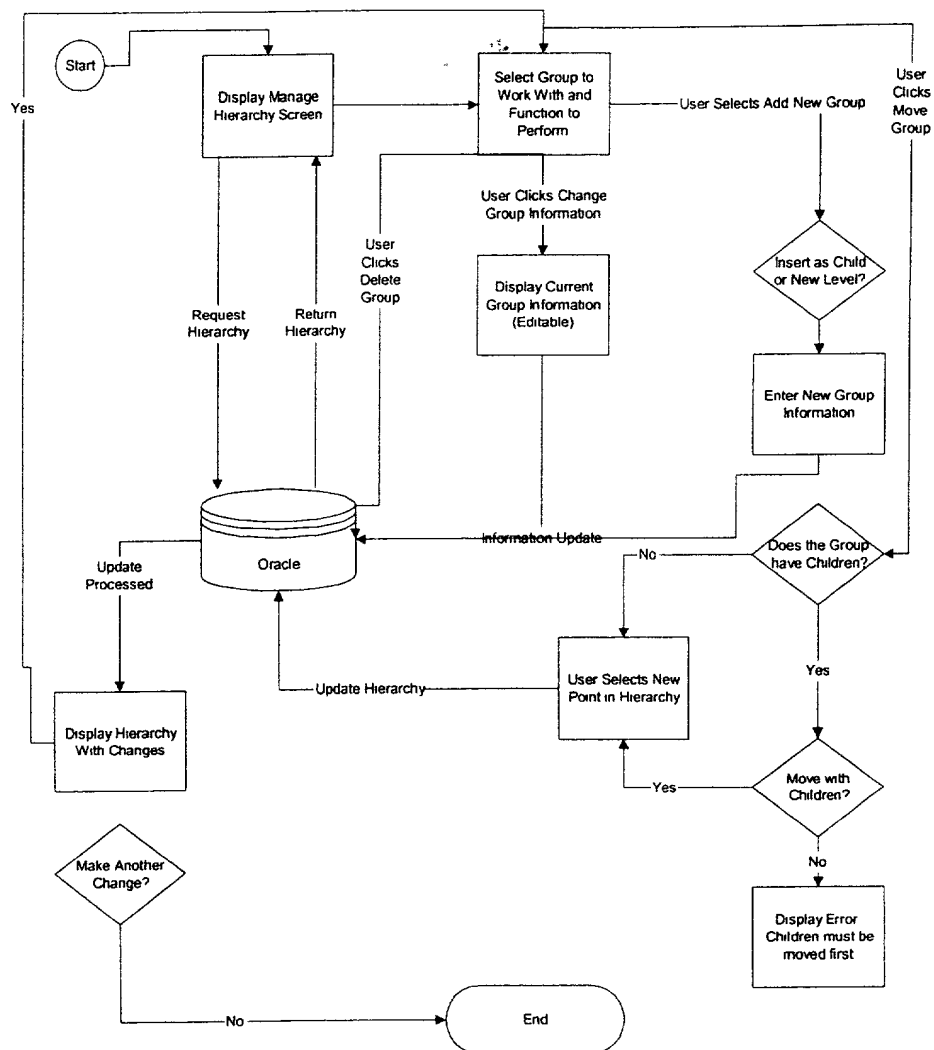 Start
Yes
Display Manage
Hierarchy Screen
Select Group to
Work With and
Function to
Perform
User Selects Add New Group
User
Clicks
Move
Group
User Clicks Change
Group Information
User
Clicks
Delete
Group
Request
Hierarchy
Return
Hierarchy
Display Current
Group Information
(Editable)
Insert as Child
or New Level?
Enter New Group
Information
Oracle
Information Update
Update
Processed
No
Does the Group
have Children?
Yes
User Selects New
Point in Hierarchy
Update Hierarchy
Display Hierarchy
With Changes
Yes
Move with
Children?
No
Make Another
Change?
Display Error
Children must be
moved first
No
End